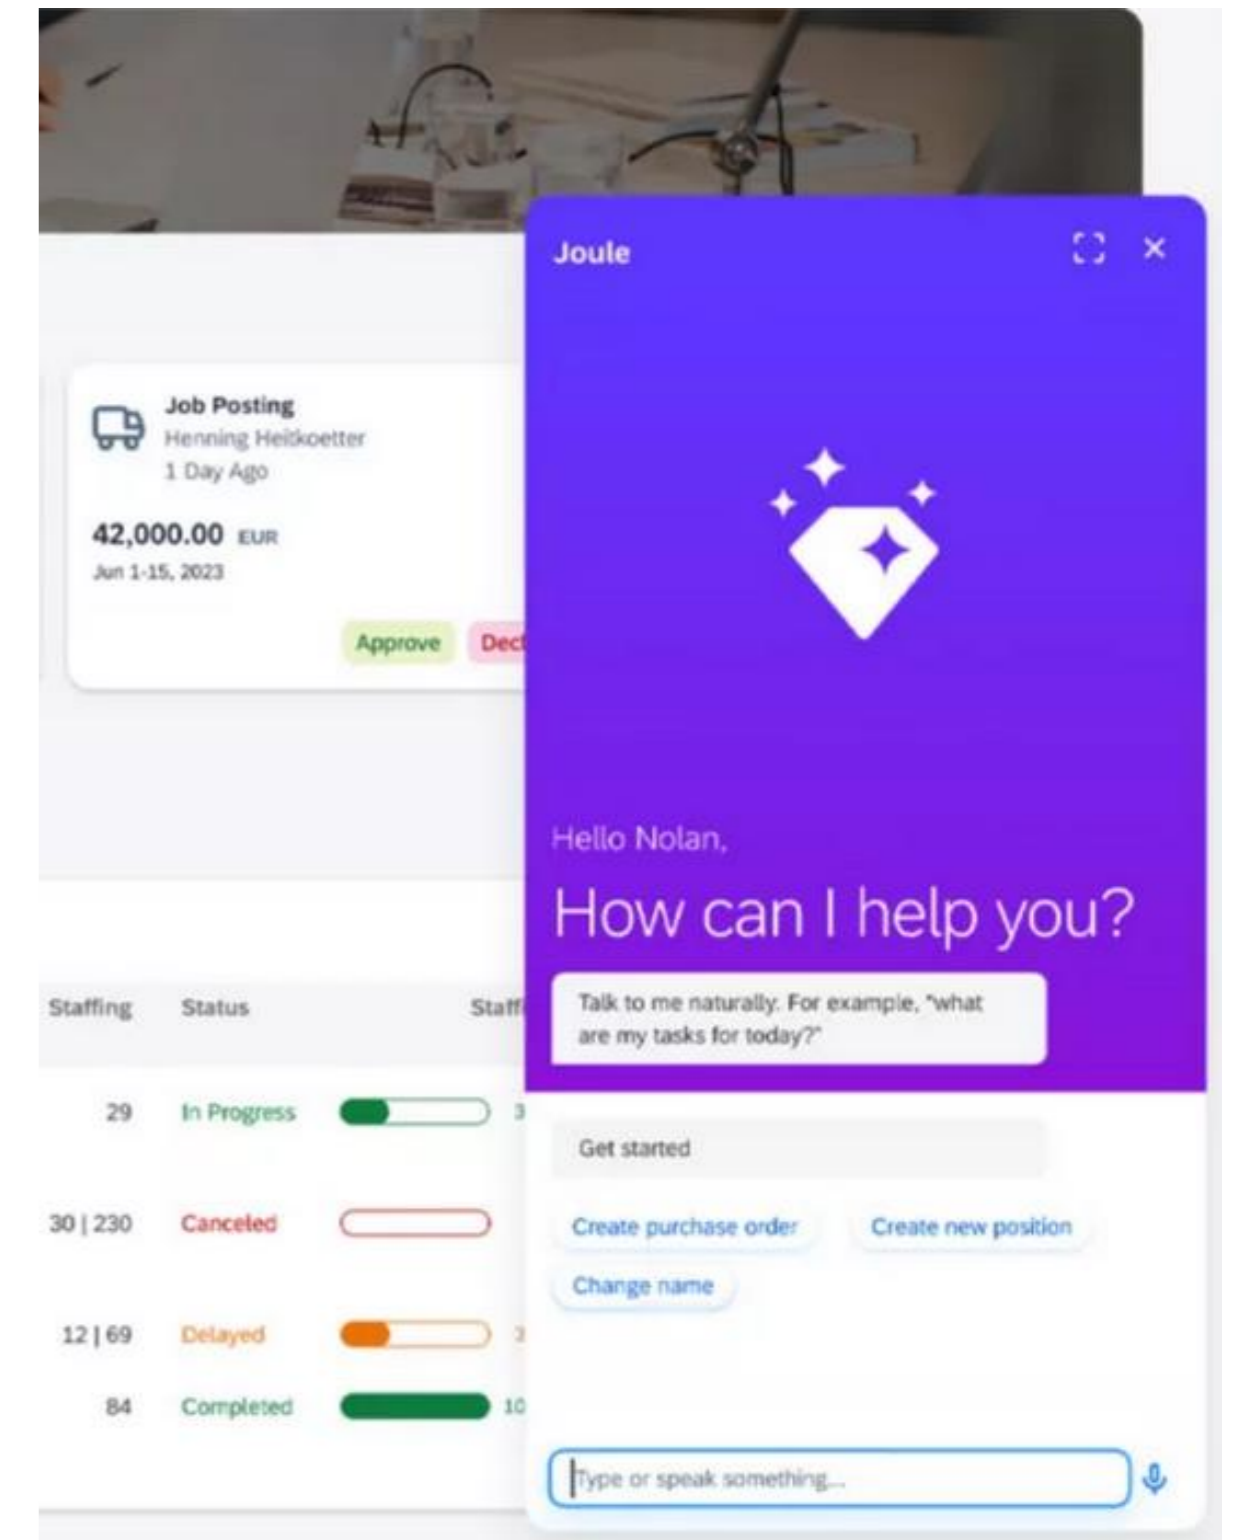 Joule
Job Posting
Henning Heitkoetter
1 Day Ago
42,000.00 EUR
Jun 1-15, 2023
Approve
Hello Nolan,
How can I help you?
Talk to me naturally. For example, "what
are my tasks for today?"
Staffing Status
29 In Progress
30 | 230 Canceled
12 | 69 Delayed
84 Completed
Get started
Create purchase order Create new position
Change name
Type or speak something...